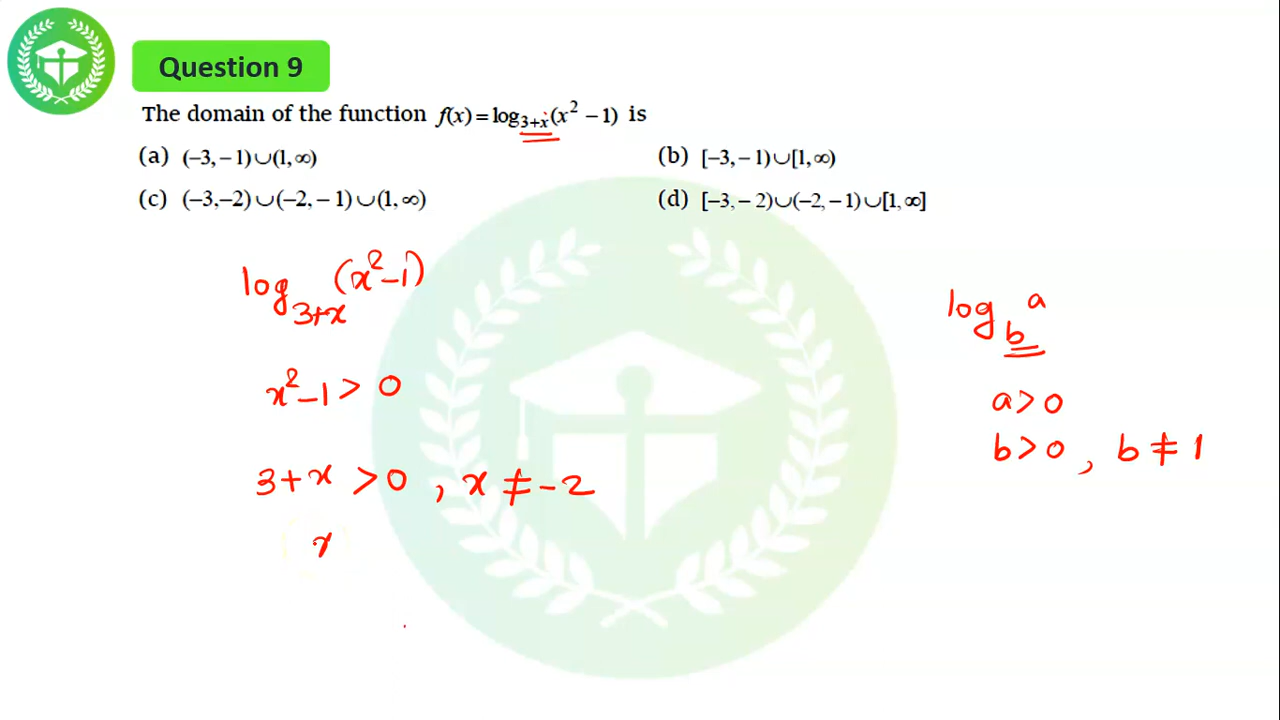 Question 9
The domain of the function f(x) = log₃₊ₓ(x² – 1) is
(a) (–3, – 1)∪(1, ∞)
(b) [–3, – 1)∪[1, ∞)
(c) (–3,–2)∪(–2, – 1)∪(1, ∞)
(d) [–3, – 2)∪(–2, –1)∪[1, ∞]
log₃₊ₓ (x²–1)
log_b a
x²–1 > 0
a > 0
b > 0 , b ≠ 1
3+x > 0 , x ≠ –2
x